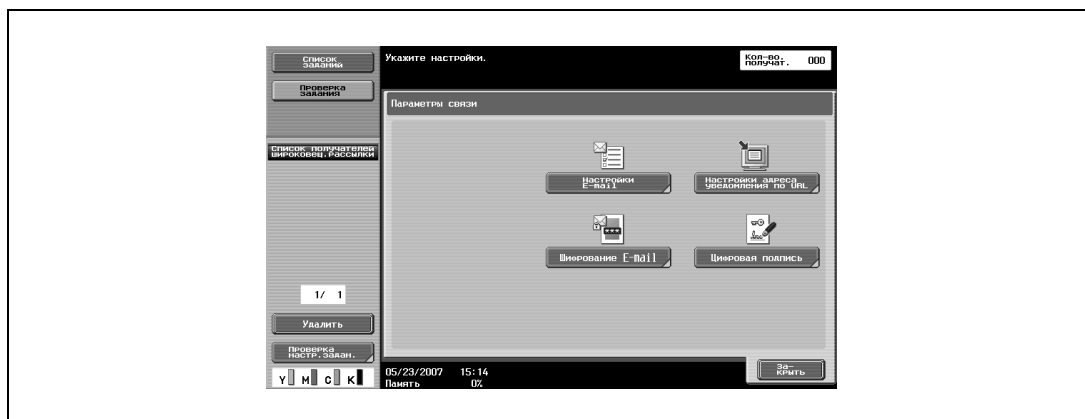 Список
заданий
Проверка
задания
Список получателей
широковещ.рассылки
1/ 1
Удалить
Проверка
настр.задан.
Y M C K
Укажите настройки.
Кол-во.
получат. 000
Параметры связи
Настройки
E-mail
Настройки адреса
уведомления по URL
Шифрование E-mail
Цифровая подпись
05/23/2007 15:14
Память 0%
За-
крыть